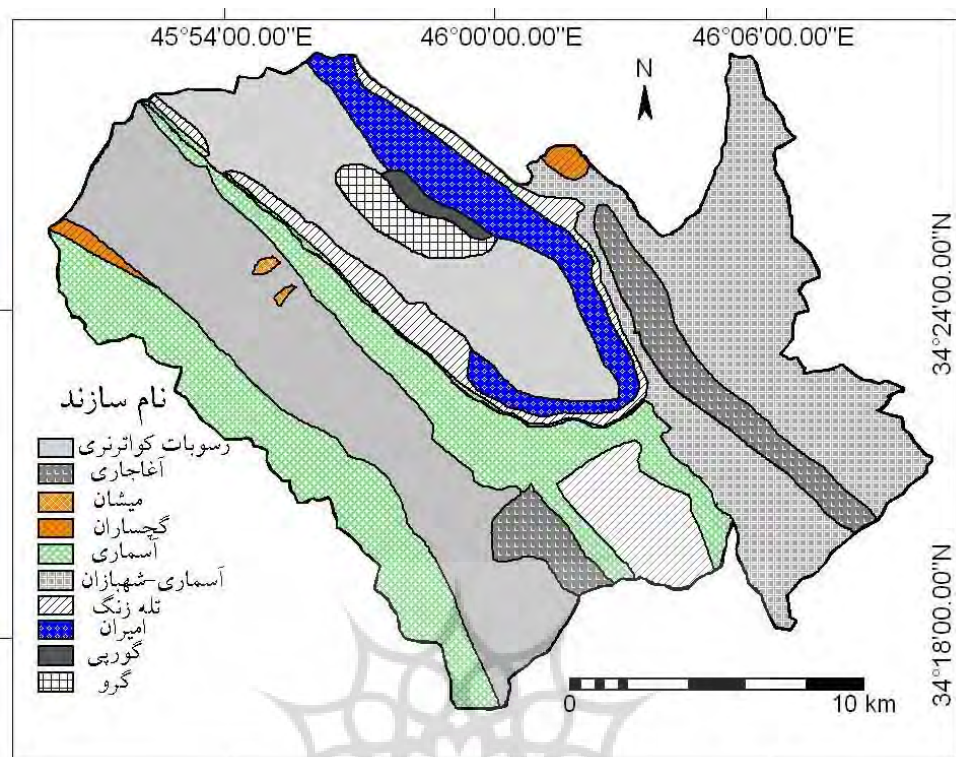 45°54'00.00"E 46°00'00.00"E 46°06'00.00"E
N
34°24'00.00"N
34°18'00.00"N
نام سازند
رسوبات کواترنری
آغاجاری
میشان
گچساران
آسماری
آسماری-شهبازان
تله زنگ
امیران
گورپی
گرو
0 10 km